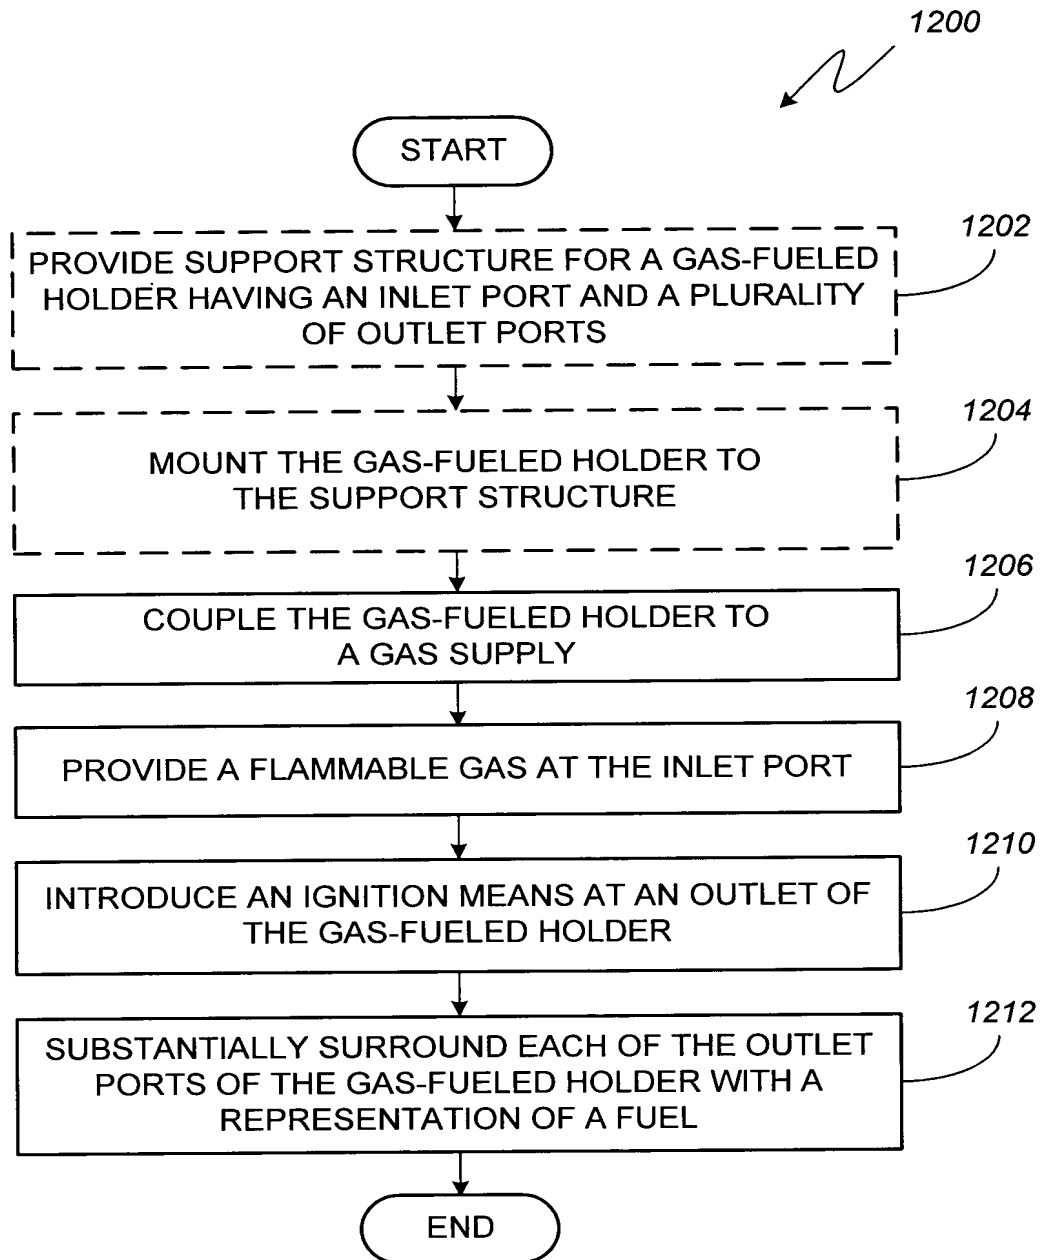 1200
START
1202
PROVIDE SUPPORT STRUCTURE FOR A GAS-FUELED
HOLDER HAVING AN INLET PORT AND A PLURALITY
OF OUTLET PORTS
1204
MOUNT THE GAS-FUELED HOLDER TO
THE SUPPORT STRUCTURE
1206
COUPLE THE GAS-FUELED HOLDER TO
A GAS SUPPLY
1208
PROVIDE A FLAMMABLE GAS AT THE INLET PORT
1210
INTRODUCE AN IGNITION MEANS AT AN OUTLET OF
THE GAS-FUELED HOLDER
1212
SUBSTANTIALLY SURROUND EACH OF THE OUTLET
PORTS OF THE GAS-FUELED HOLDER WITH A
REPRESENTATION OF A FUEL
END